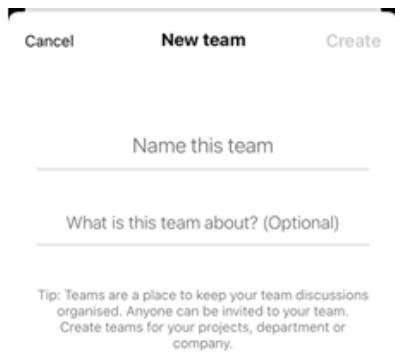 Cancel New team Create
Name this team
What is this team about? (Optional)
Tip: Teams are a place to keep your team discussions
organised. Anyone can be invited to your team.
Create teams for your projects, department or
company.